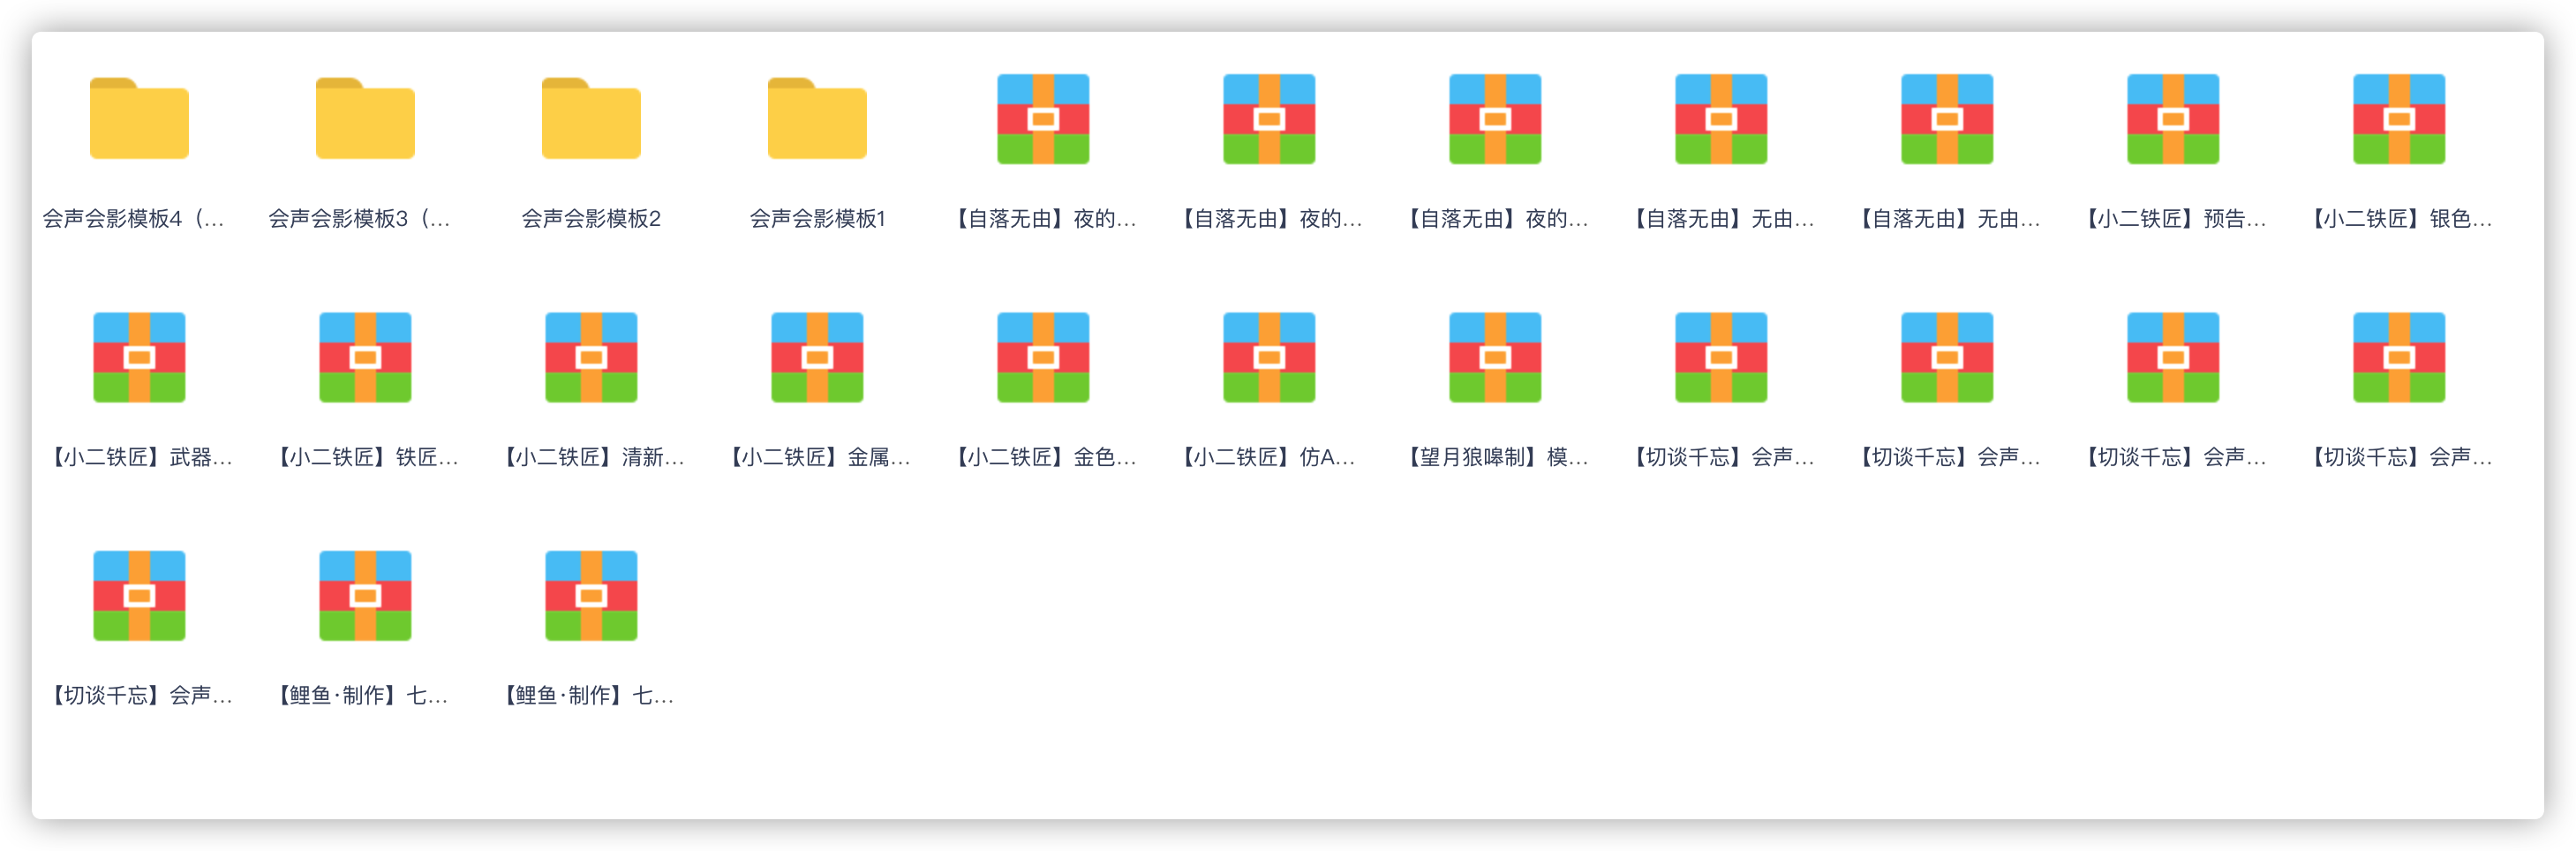 会声会影模板4（...
会声会影模板3（...
会声会影模板2
会声会影模板1
【自落无由】夜的...
【自落无由】夜的...
【自落无由】夜的...
【自落无由】无由...
【自落无由】无由...
【小二铁匠】预告...
【小二铁匠】银色...
【小二铁匠】武器...
【小二铁匠】铁匠...
【小二铁匠】清新...
【小二铁匠】金属...
【小二铁匠】金色...
【小二铁匠】仿A...
【望月狼嗥制】模...
【切谈千忘】会声...
【切谈千忘】会声...
【切谈千忘】会声...
【切谈千忘】会声...
【切谈千忘】会声...
【鲤鱼·制作】七...
【鲤鱼·制作】七...